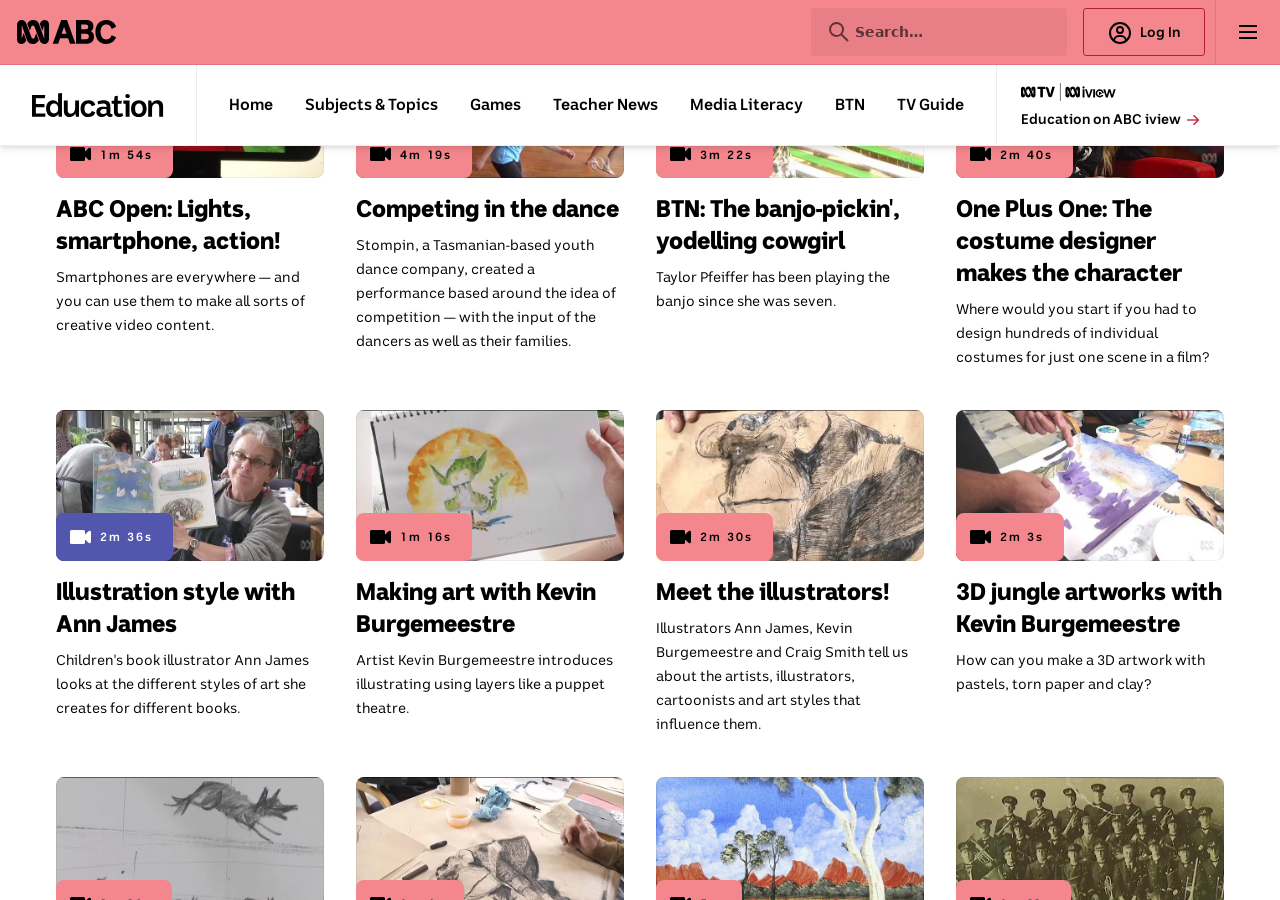 ABC
Search...
Log In
Education
Home
Subjects & Topics
Games
Teacher News
Media Literacy
BTN
TV Guide
TV
iview
Education on ABC iview
1m 54s
4m 19s
3m 22s
2m 40s
ABC Open: Lights,
smartphone, action!
Smartphones are everywhere — and
you can use them to make all sorts of
creative video content.
Competing in the dance
Stompin, a Tasmanian-based youth
dance company, created a
performance based around the idea of
competition — with the input of the
dancers as well as their families.
BTN: The banjo-pickin',
yodelling cowgirl
Taylor Pfeiffer has been playing the
banjo since she was seven.
One Plus One: The
costume designer
makes the character
Where would you start if you had to
design hundreds of individual
costumes for just one scene in a film?
2m 36s
1m 16s
2m 30s
2m 3s
Illustration style with
Ann James
Children's book illustrator Ann James
looks at the different styles of art she
creates for different books.
Making art with Kevin
Burgemeestre
Artist Kevin Burgemeestre introduces
illustrating using layers like a puppet
theatre.
Meet the illustrators!
Illustrators Ann James, Kevin
Burgemeestre and Craig Smith tell us
about the artists, illustrators,
cartoonists and art styles that
influence them.
3D jungle artworks with
Kevin Burgemeestre
How can you make a 3D artwork with
pastels, torn paper and clay?